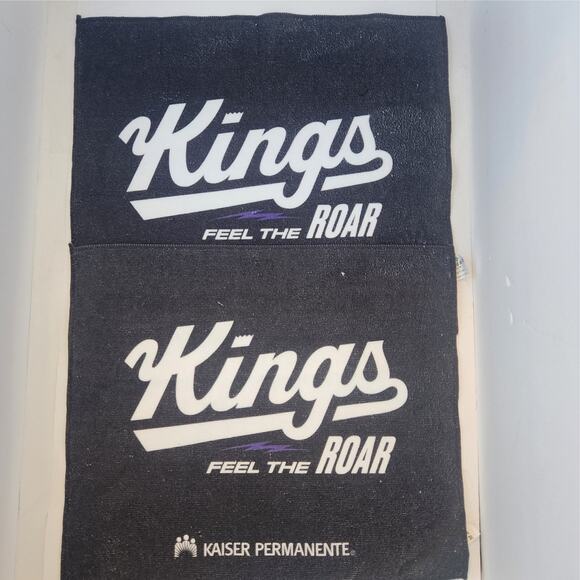 Kings
FEEL THE ROAR
Kings
FEEL THE ROAR
KAISER PERMANENTE®